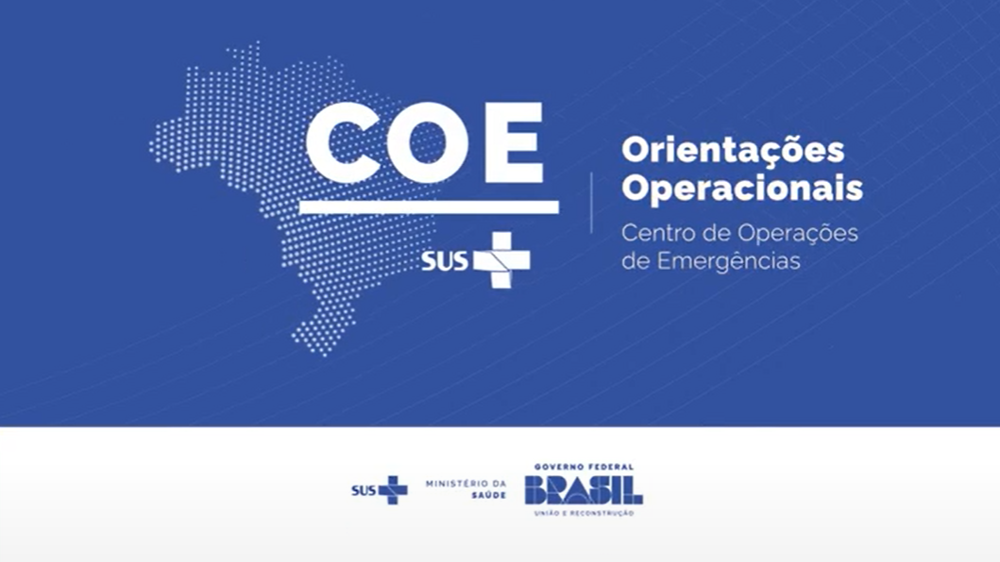 COE
SUS
Orientações
Operacionais
Centro de Operações
de Emergências
SUS
MINISTÉRIO DA
SAÚDE
GOVERNO FEDERAL
BRASIL
UNIÃO E RECONSTRUÇÃO